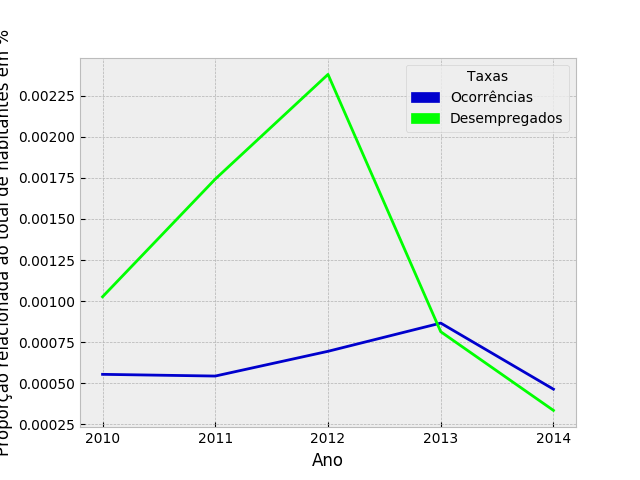 Proporção relacionada ao total de habitantes em %
Taxas
Ocorrências
Desempregados
0.00225
0.00200
0.00175
0.00150
0.00125
0.00100
0.00075
0.00050
0.00025
2010 2011 2012 2013 2014
Ano